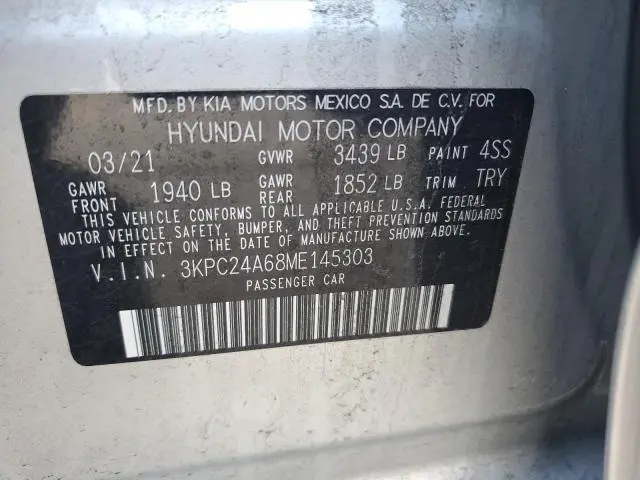 MFD. BY KIA MOTORS MEXICO S.A. DE C.V. FOR
HYUNDAI MOTOR COMPANY
03/21 GVWR 3439 LB PAINT 4SS
GAWR FRONT 1940 LB GAWR REAR 1852 LB TRIM TRY
THIS VEHICLE CONFORMS TO ALL APPLICABLE U.S.A. FEDERAL
MOTOR VEHICLE SAFETY, BUMPER, AND THEFT PREVENTION STANDARDS
IN EFFECT ON THE DATE OF MANUFACTURE SHOWN ABOVE.
V.I.N. 3KPC24A68ME145303
PASSENGER CAR